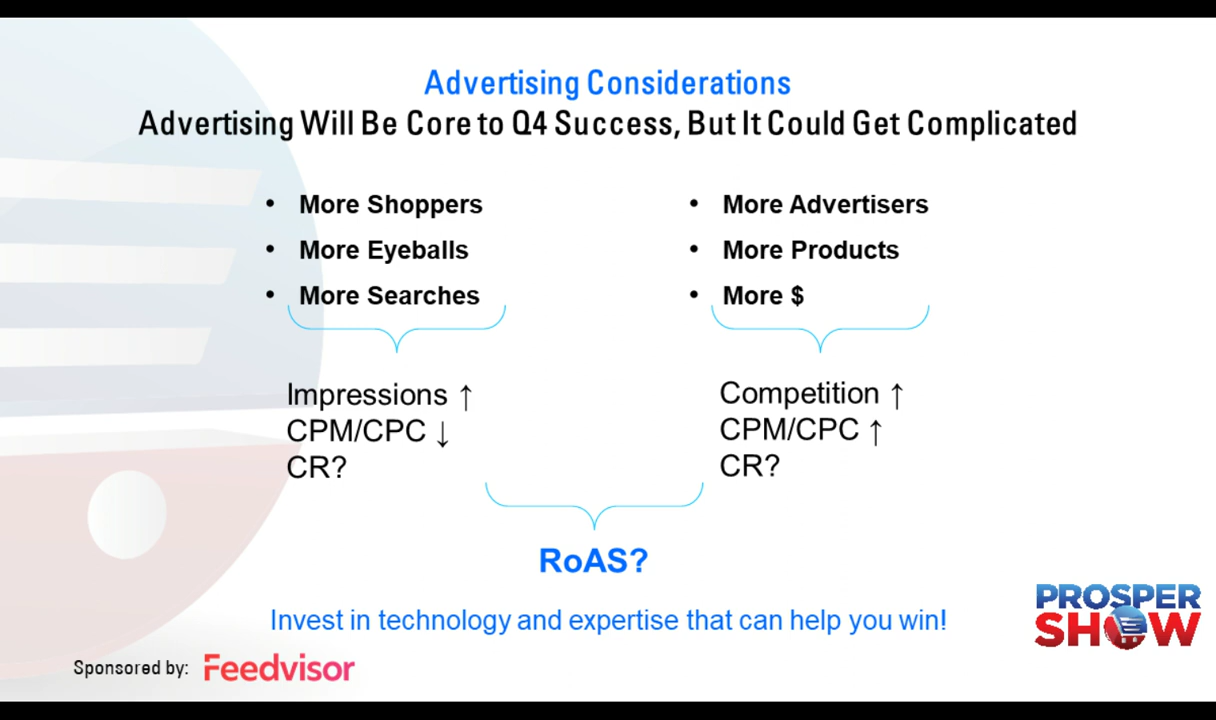 Advertising Considerations
Advertising Will Be Core to Q4 Success, But It Could Get Complicated
• More Shoppers
• More Eyeballs
• More Searches
• More Advertisers
• More Products
• More $
Impressions ↑
CPM/CPC ↓
CR?
Competition ↑
CPM/CPC ↑
CR?
RoAS?
Invest in technology and expertise that can help you win!
PROSPER
SHOW
Sponsored by: Feedvisor